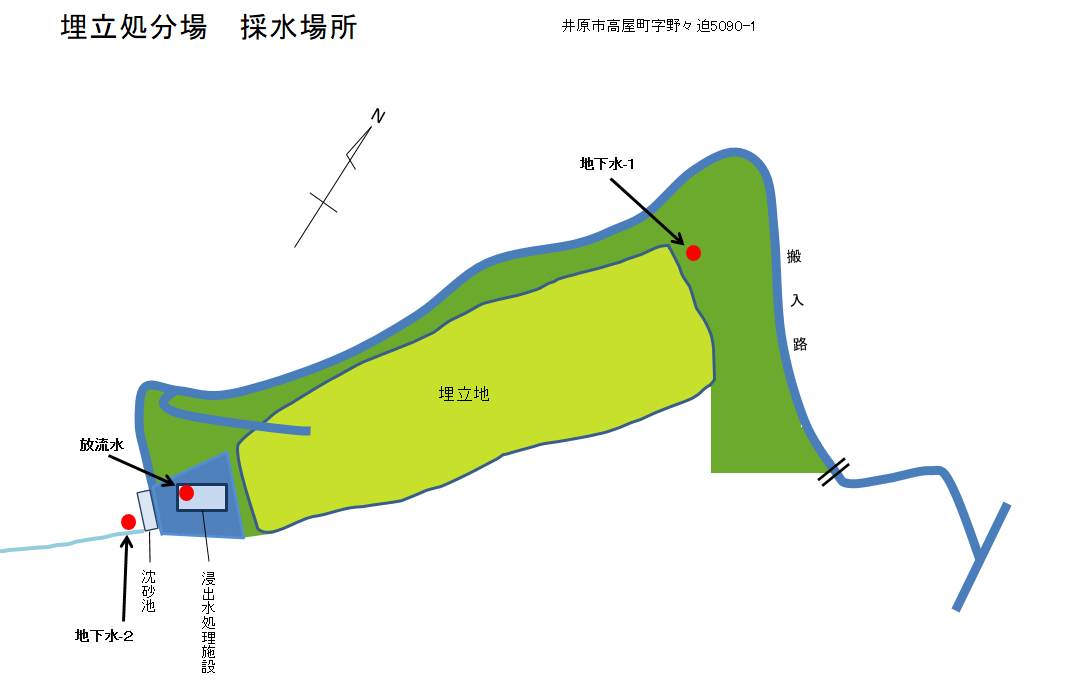 埋立処分場　採水場所
井原市高屋町字野々迫5090-1
N
地下水-1
搬入路
埋立地
放流水
沈砂池
浸出水処理施設
地下水-2